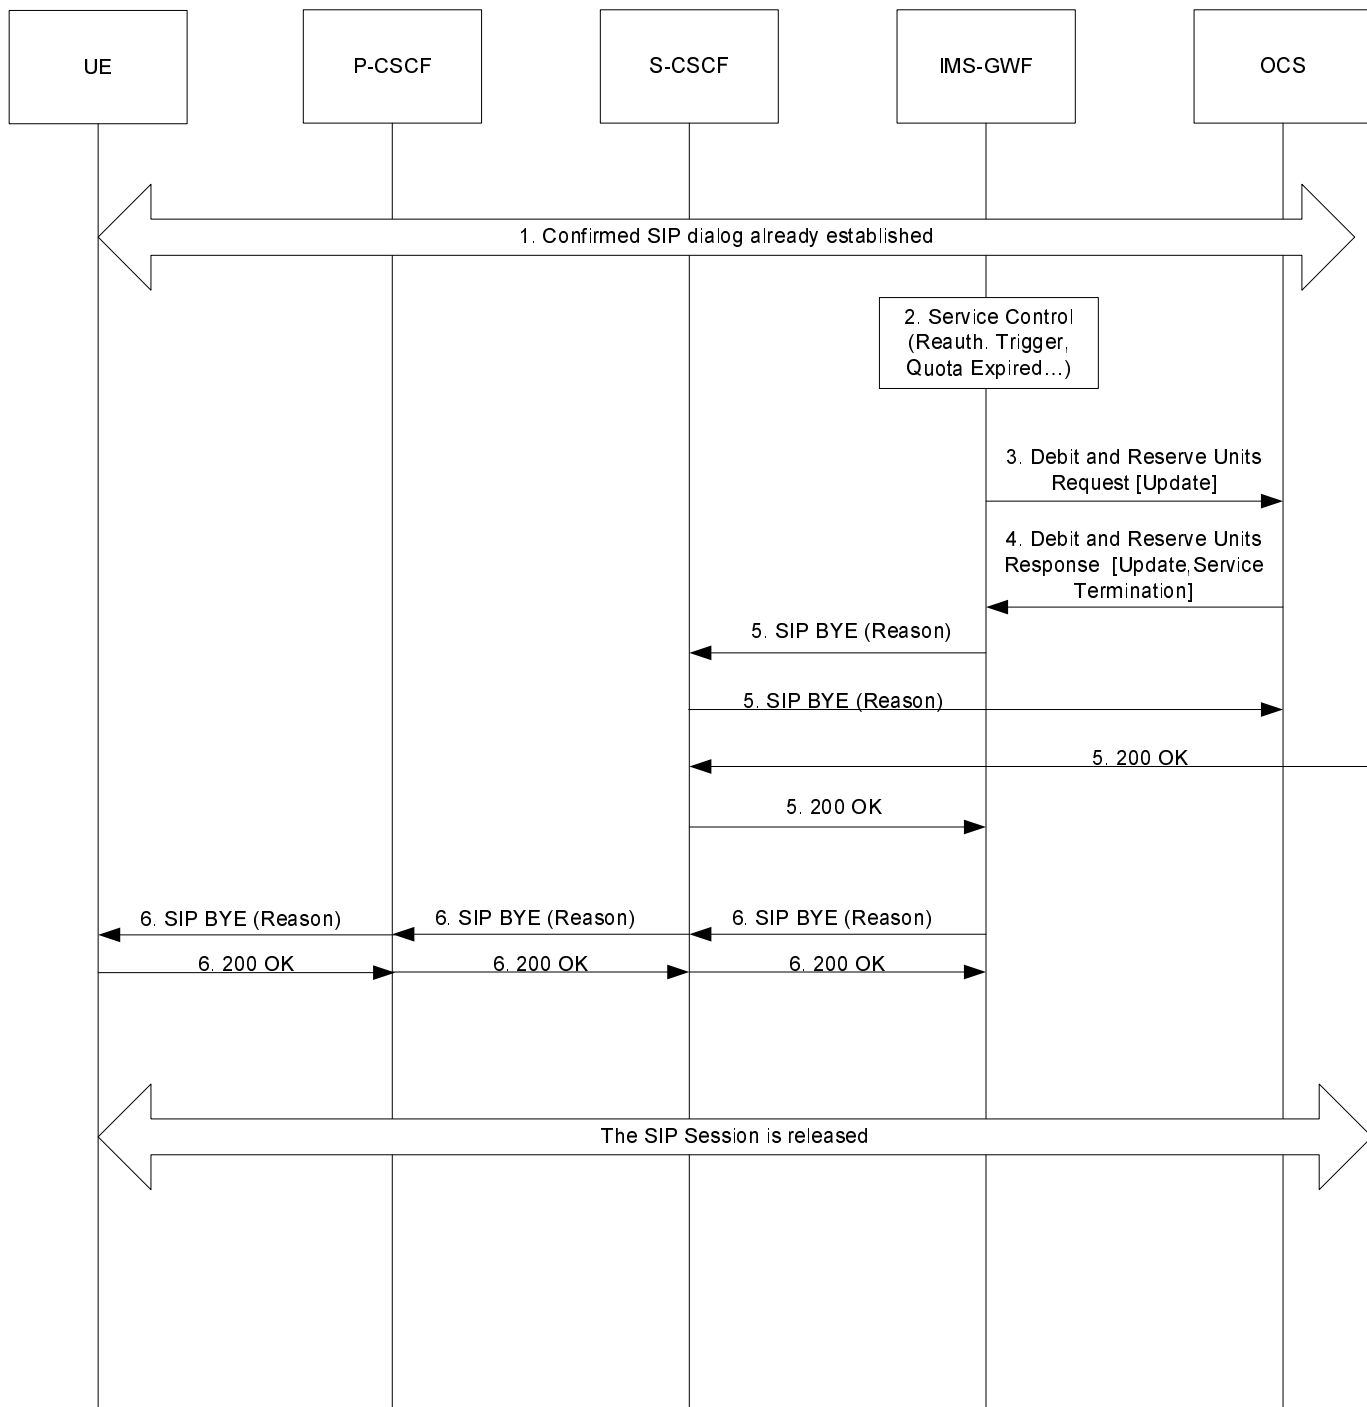 UE
P-CSCF
S-CSCF
IMS-GWF
OCS
1. Confirmed SIP dialog already established
2. Service Control
(Reauth. Trigger,
Quota Expired...)
3. Debit and Reserve Units
Request [Update]
4. Debit and Reserve Units
Response [Update,Service
Termination]
5. SIP BYE (Reason)
5. SIP BYE (Reason)
5. 200 OK
5. 200 OK
6. SIP BYE (Reason)
6. SIP BYE (Reason)
6. SIP BYE (Reason)
6. 200 OK
6. 200 OK
6. 200 OK
The SIP Session is released